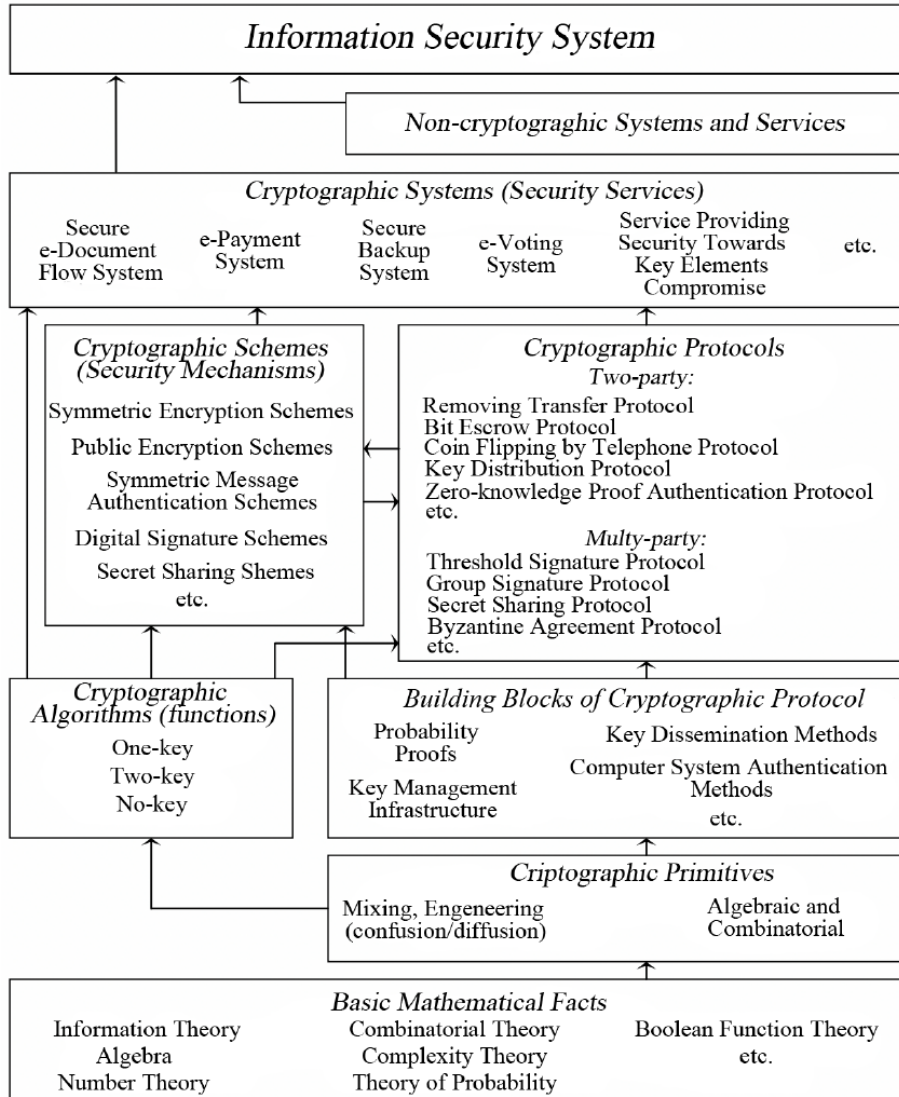 Information Security System
Non-cryptograghic Systems and Services
Cryptographic Systems (Security Services)
Secure
e-Document
Flow System
e-Payment
System
Secure
Backup
System
e-Voting
System
Service Providing
Security Towards
Key Elements
Compromise
etc.
Cryptographic Schemes
(Security Mechanisms)
Symmetric Encryption Schemes
Public Encryption Schemes
Symmetric Message
Authentication Schemes
Digital Signature Schemes
Secret Sharing Shemes
etc.
Cryptographic Protocols
Two-party:
Removing Transfer Protocol
Bit Escrow Protocol
Coin Flipping by Telephone Protocol
Key Distribution Protocol
Zero-knowledge Proof Authentication Protocol
etc.
Multy-party:
Threshold Signature Protocol
Group Signature Protocol
Secret Sharing Protocol
Byzantine Agreement Protocol
etc.
Cryptographic
Algorithms (functions)
One-key
Two-key
No-key
Building Blocks of Cryptographic Protocol
Probability
Proofs
Key Management
Infrastructure
Key Dissemination Methods
Computer System Authentication
Methods
etc.
Criptographic Primitives
Mixing, Engeneering
(confusion/diffusion)
Algebraic and
Combinatorial
Basic Mathematical Facts
Information Theory
Algebra
Number Theory
Combinatorial Theory
Complexity Theory
Theory of Probability
Boolean Function Theory
etc.